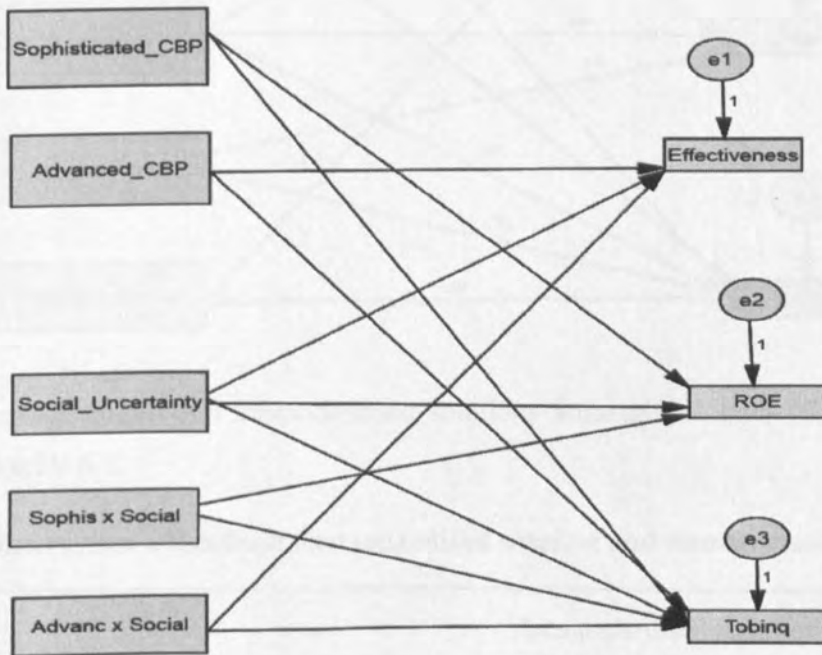 Sophisticated_CBP
e1
1
Advanced_CBP
Effectiveness
e2
1
Social_Uncertainty
ROE
Sophis x Social
e3
1
Advanc x Social
Tobinq